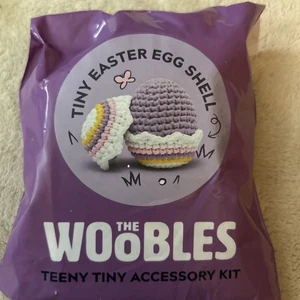 TINY EASTER EGG SHELL
THE
WOOBLES
TEENY TINY ACCESSORY KIT